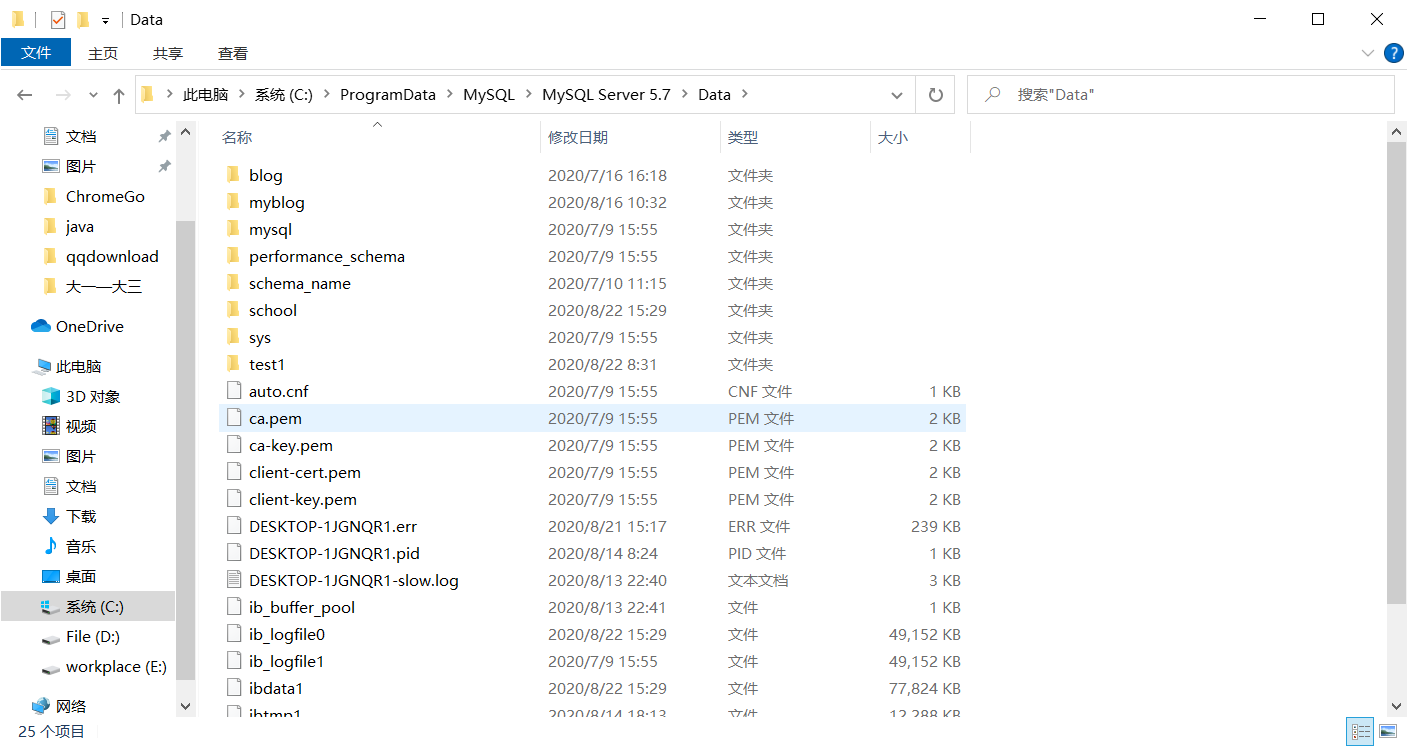 Data
文件 主页 共享 查看
此电脑 系统 (C:) ProgramData MySQL MySQL Server 5.7 Data 搜索"Data"
文档
图片
ChromeGo
java
qqdownload
大一—大三
OneDrive
此电脑
3D 对象
视频
图片
文档
下载
音乐
桌面
系统 (C:)
File (D:)
workplace (E:)
网络
名称 修改日期 类型 大小
blog 2020/7/16 16:18 文件夹
myblog 2020/8/16 10:32 文件夹
mysql 2020/7/9 15:55 文件夹
performance_schema 2020/7/9 15:55 文件夹
schema_name 2020/7/10 11:15 文件夹
school 2020/8/22 15:29 文件夹
sys 2020/7/9 15:55 文件夹
test1 2020/8/22 8:31 文件夹
auto.cnf 2020/7/9 15:55 CNF 文件 1 KB
ca.pem 2020/7/9 15:55 PEM 文件 2 KB
ca-key.pem 2020/7/9 15:55 PEM 文件 2 KB
client-cert.pem 2020/7/9 15:55 PEM 文件 2 KB
client-key.pem 2020/7/9 15:55 PEM 文件 2 KB
DESKTOP-1JGNQR1.err 2020/8/21 15:17 ERR 文件 239 KB
DESKTOP-1JGNQR1.pid 2020/8/14 8:24 PID 文件 1 KB
DESKTOP-1JGNQR1-slow.log 2020/8/13 22:40 文本文档 3 KB
ib_buffer_pool 2020/8/13 22:41 文件 1 KB
ib_logfile0 2020/8/22 15:29 文件 49,152 KB
ib_logfile1 2020/7/9 15:55 文件 49,152 KB
ibdata1 2020/8/22 15:29 文件 77,824 KB
ibtmp1 2020/8/14 18:13 文件 12,288 KB
25 个项目